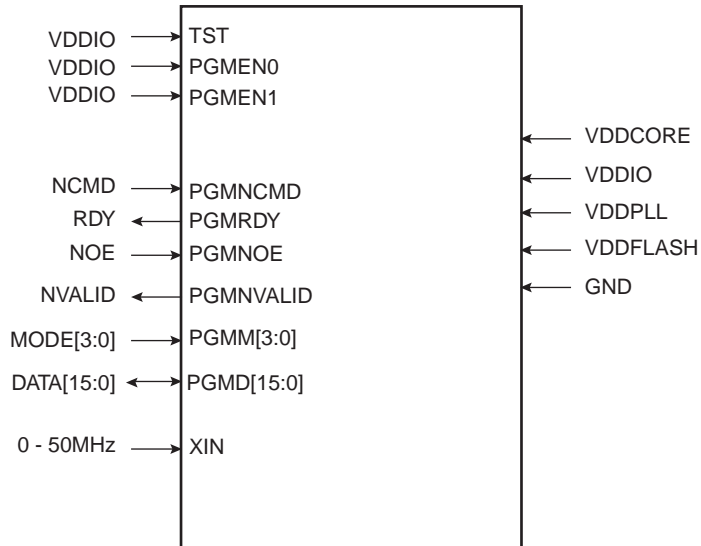 VDDIO TST
VDDIO PGMEN0
VDDIO PGMEN1
VDDCORE
VDDIO
NCMD PGMNCMD
RDY PGMRDY
VDDPLL
NOE PGMNOE
VDDFLASH
NVALID PGMNVALID
GND
MODE[3:0] PGMM[3:0]
DATA[15:0] PGMD[15:0]
0 - 50MHz XIN